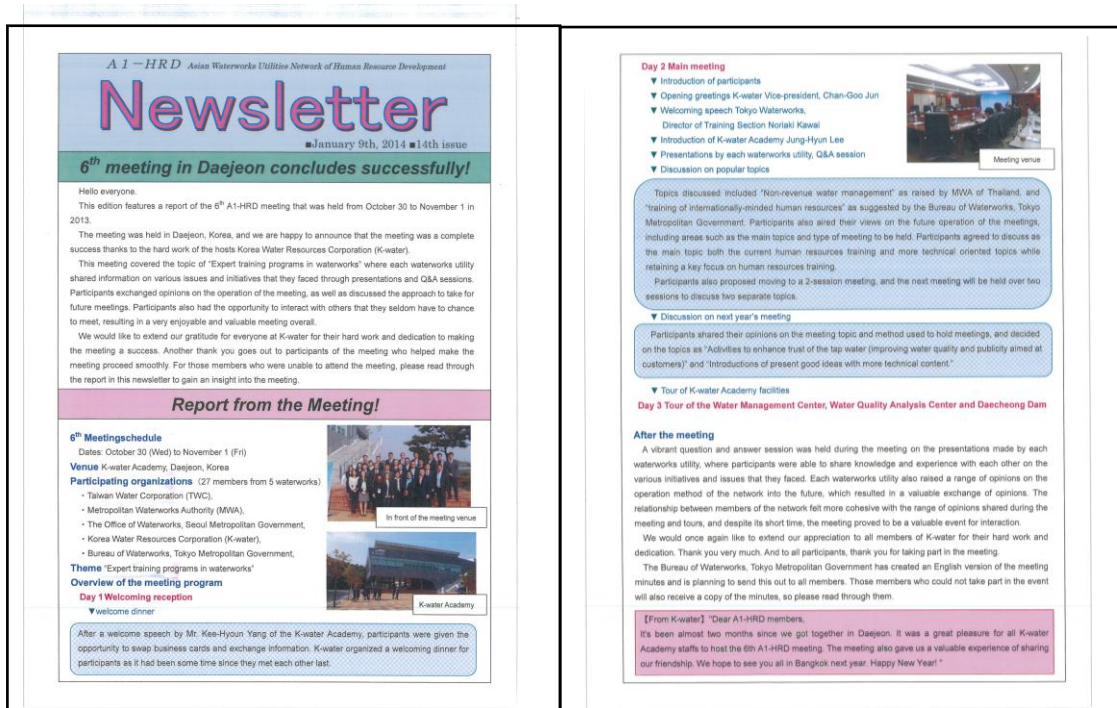 A1-HRD Asian Waterworks Utilities Network of Human Resource Development
Newsletter
■January 9th, 2014 ■14th issue
6th meeting in Daejeon concludes successfully!
Hello everyone.
This edition features a report of the 6th A1-HRD meeting that was held from October 30 to November 1 in
2013.
The meeting was held in Daejeon, Korea, and we are happy to announce that the meeting was a complete
success thanks to the hard work of the hosts Korea Water Resources Corporation (K-water).
This meeting covered the topic of "Expert training programs in waterworks" where each waterworks utility
shared information on various issues and initiatives that they faced through presentations and Q&A sessions.
Participants exchanged opinions on the operation of the meeting, as well as discussed the approach to take for
future meetings. Participants also had the opportunity to interact with others that they seldom have to chance
to meet, resulting in a very enjoyable and valuable meeting overall.
We would like to extend our gratitude for everyone at K-water for their hard work and dedication to making
the meeting a success. Another thank you goes out to participants of the meeting who helped make the
meeting proceed smoothly. For those members who were unable to attend the meeting, please read through
the report in this newsletter to gain an insight into the meeting.
Report from the Meeting!
6th Meetingschedule
Dates: October 30 (Wed) to November 1 (Fri)
Venue K-water Academy, Daejeon, Korea
Participating organizations (27 members from 5 waterworks)
・Taiwan Water Corporation (TWC),
・Metropolitan Waterworks Authority (MWA),
・The Office of Waterworks, Seoul Metropolitan Government,
・Korea Water Resources Corporation (K-water),
・Bureau of Waterworks, Tokyo Metropolitan Government,
Theme "Expert training programs in waterworks"
Overview of the meeting program
Day 1 Welcoming reception
▼welcome dinner
In front of the meeting venue
K-water Academy
After a welcome speech by Mr. Kee-Hyoun Yang of the K-water Academy, participants were given the
opportunity to swap business cards and exchange information. K-water organized a welcoming dinner for
participants as it had been some time since they met each other last.
Day 2 Main meeting
▼ Introduction of participants
▼ Opening greetings K-water Vice-president, Chan-Goo Jun
▼ Welcoming speech Tokyo Waterworks,
Director of Training Section Noriaki Kawai
▼ Introduction of K-water Academy Jung-Hyun Lee
▼ Presentations by each waterworks utility, Q&A session
▼ Discussion on popular topics
Meeting venue
Topics discussed included "Non-revenue water management" as raised by MWA of Thailand, and
"training of internationally-minded human resources" as suggested by the Bureau of Waterworks, Tokyo
Metropolitan Government. Participants also aired their views on the future operation of the meetings,
including areas such as the main topics and type of meeting to be held. Participants agreed to discuss as
the main topic both the current human resources training and more technical oriented topics while
retaining a key focus on human resources training.
Participants also proposed moving to a 2-session meeting, and the next meeting will be held over two
sessions to discuss two separate topics.
▼ Discussion on next year's meeting
Participants shared their opinions on the meeting topic and method used to hold meetings, and decided
on the topics as "Activities to enhance trust of the tap water (improving water quality and publicity aimed at
customers)" and "Introductions of present good ideas with more technical content."
▼ Tour of K-water Academy facilities
Day 3 Tour of the Water Management Center, Water Quality Analysis Center and Daecheong Dam
After the meeting
A vibrant question and answer session was held during the meeting on the presentations made by each
waterworks utility, where participants were able to share knowledge and experience with each other on the
various initiatives and issues that they faced. Each waterworks utility also raised a range of opinions on the
operation method of the network into the future, which resulted in a valuable exchange of opinions. The
relationship between members of the network felt more cohesive with the range of opinions shared during the
meeting and tours, and despite its short time, the meeting proved to be a valuable event for interaction.
We would once again like to extend our appreciation to all members of K-water for their hard work and
dedication. Thank you very much. And to all participants, thank you for taking part in the meeting.
The Bureau of Waterworks, Tokyo Metropolitan Government has created an English version of the meeting
minutes and is planning to send this out to all members. Those members who could not take part in the event
will also receive a copy of the minutes, so please read through them.
【From K-water】 "Dear A1-HRD members,
It's been almost two months since we got together in Daejeon. It was a great pleasure for all K-water
Academy staffs to host the 6th A1-HRD meeting. The meeting also gave us a valuable experience of sharing
our friendship. We hope to see you all in Bangkok next year. Happy New Year! "